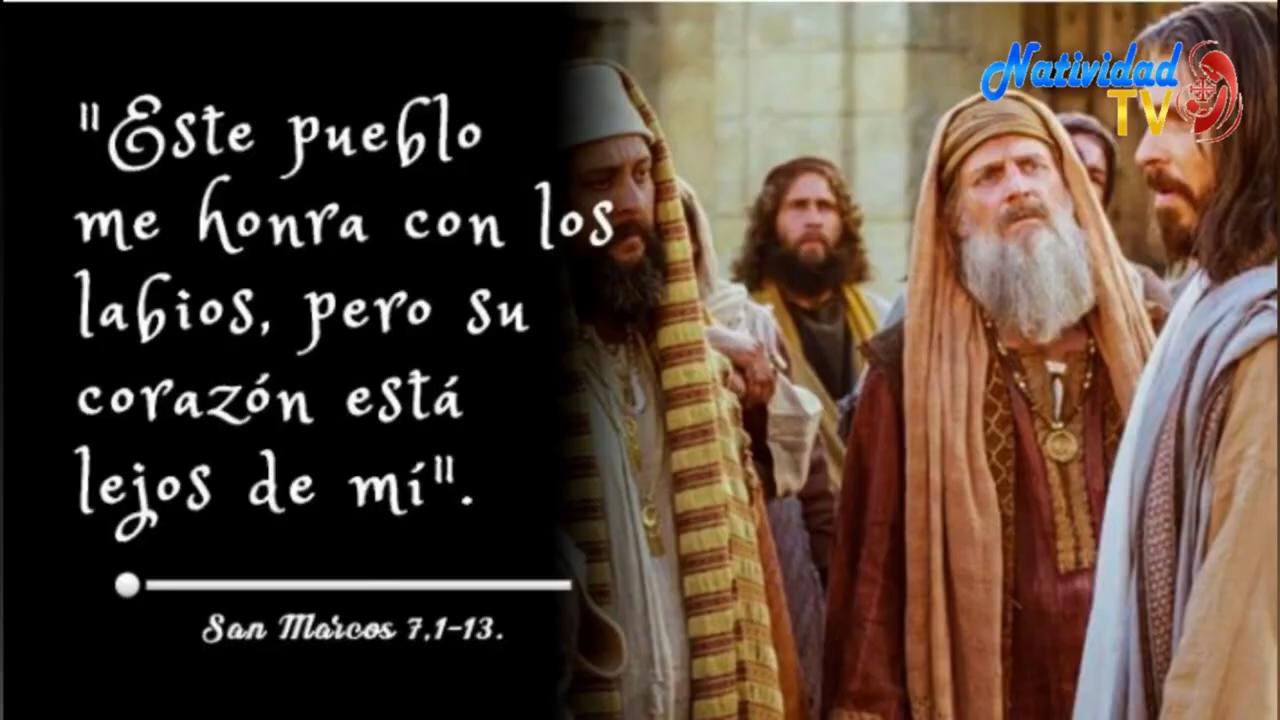 "Este pueblo
me honra con los
labios, pero su
corazón está
lejos de mí".
San Marcos 7,1-13.
Natividad
TV